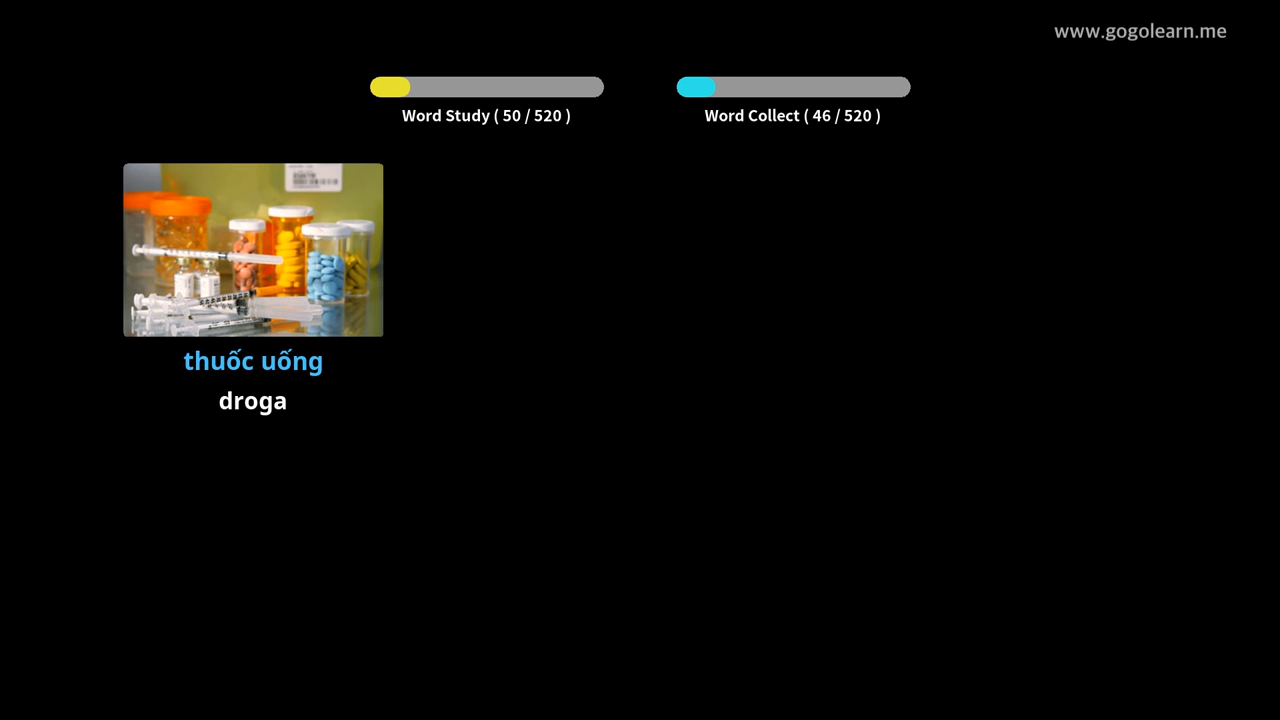 www.gogolearn.me
Word Study ( 50 / 520 )
Word Collect ( 46 / 520 )
thuốc uống
droga